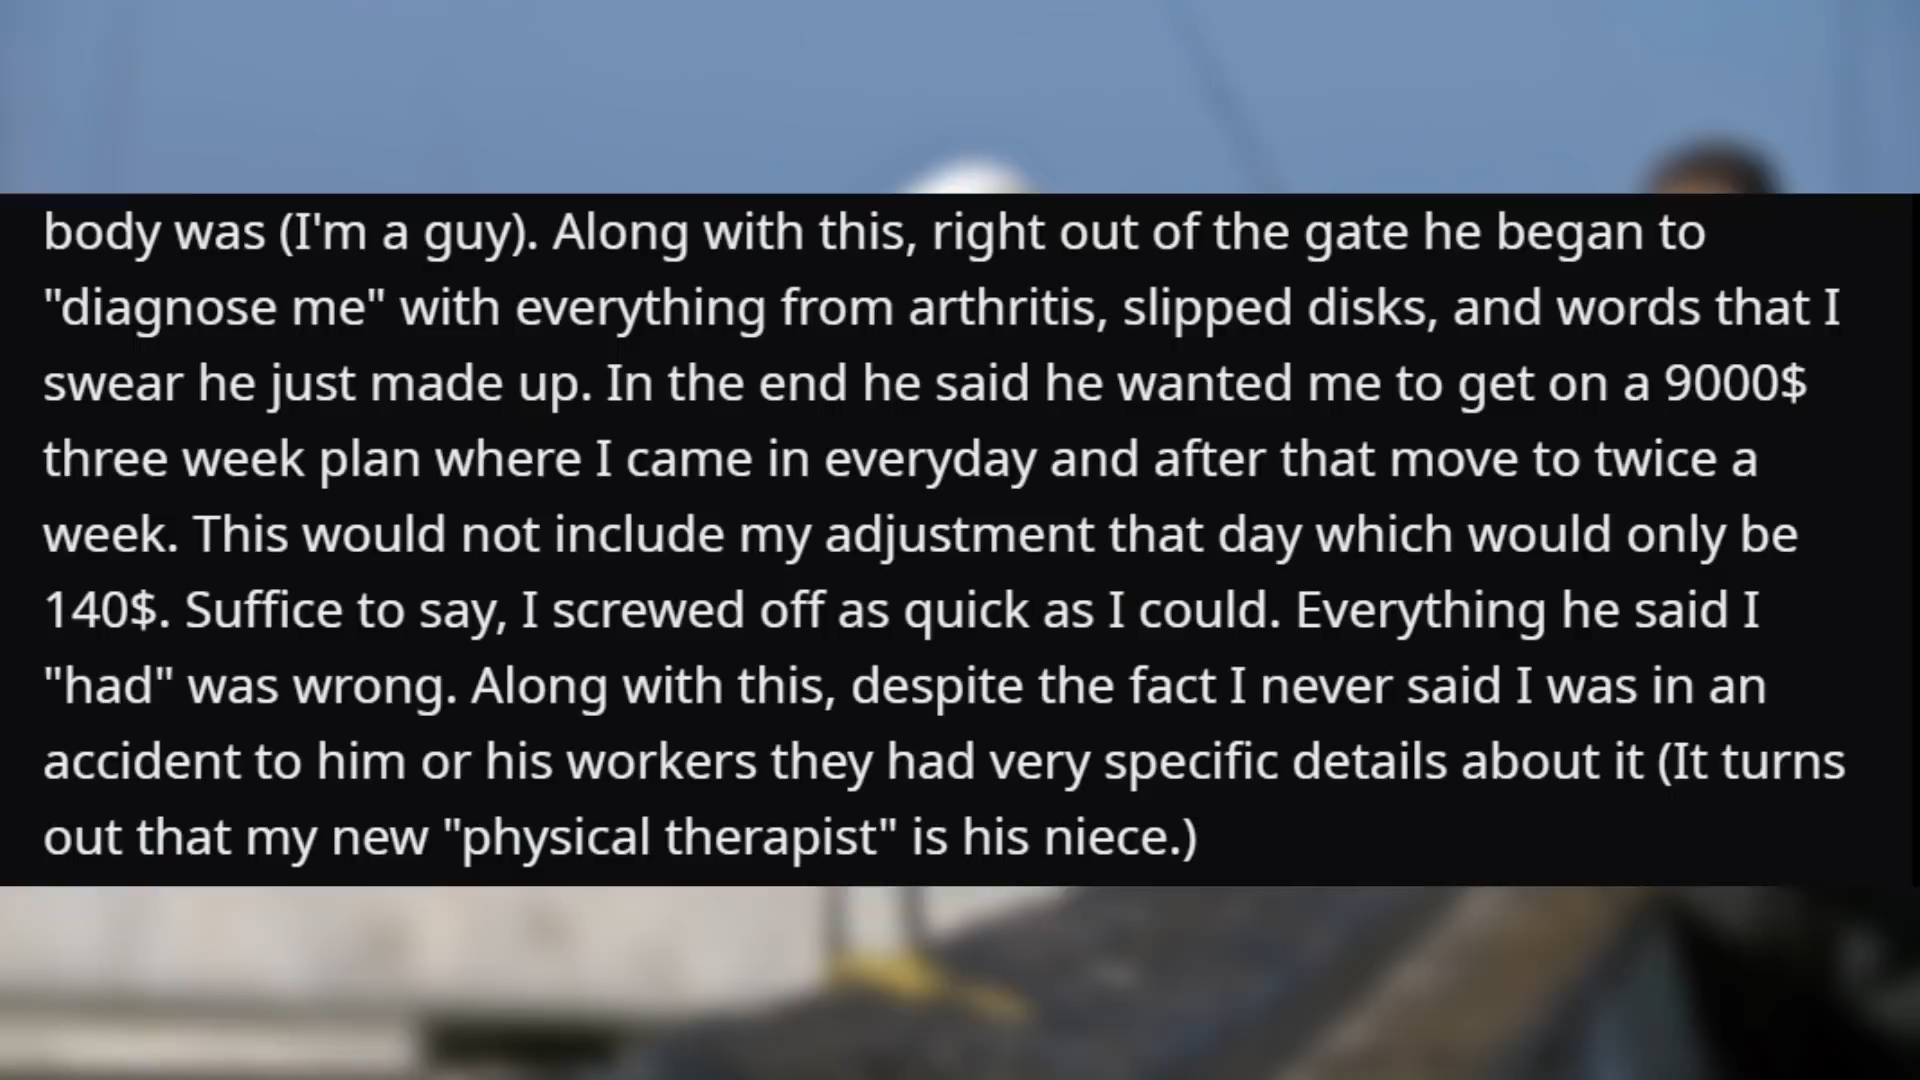 body was (I'm a guy). Along with this, right out of the gate he began to
"diagnose me" with everything from arthritis, slipped disks, and words that I
swear he just made up. In the end he said he wanted me to get on a 9000$
three week plan where I came in everyday and after that move to twice a
week. This would not include my adjustment that day which would only be
140$. Suffice to say, I screwed off as quick as I could. Everything he said I
"had" was wrong. Along with this, despite the fact I never said I was in an
accident to him or his workers they had very specific details about it (It turns
out that my new "physical therapist" is his niece.)